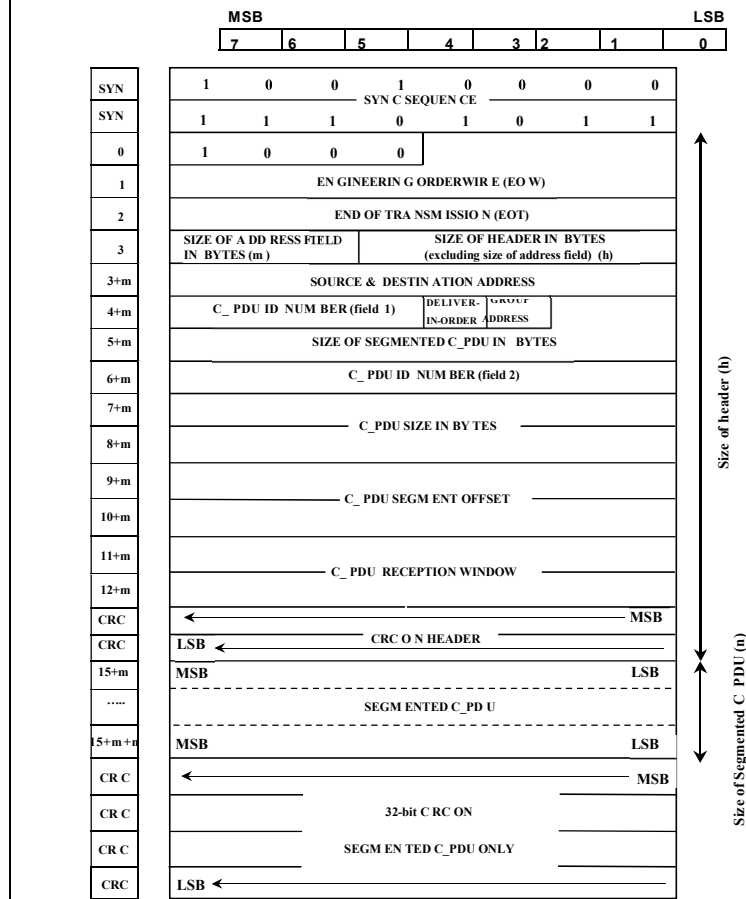 MSB LSB
7 6 5 4 3 2 1 0
SYN 1 0 0 1 0 0 0 0
SYN C SEQUEN CE
SYN 1 1 1 0 1 0 1 1
0 1 0 0 0
1 EN GINEERIN G ORDERWIR E (EO W)
2 END OF TRA NSM ISSIO N (EOT)
3 SIZE OF A DD RESS FIELD SIZE OF HEADER IN BYTES
IN BYTES (m ) (excluding size of address field) (h)
3+m SOURCE & DESTIN ATION ADDRESS
4+m C_ PDU ID NUM BER (field 1) DELIVER- GROUP
IN-ORDER ADDRESS
5+m SIZE OF SEGMENTED C_PDU IN BYTES
6+m C_ PDU ID NUM BER (field 2)
7+m
C_PDU SIZE IN BY TES
8+m
9+m
C_ PDU SEGM ENT OFFSET
10+m
11+m
C_ PDU RECEPTION WINDOW
12+m
CRC MSB
CRC LSB CRC O N HEADER
15+m MSB LSB
..... SEGM ENTED C_PD U
15+m +n MSB LSB
CR C MSB
CR C 32-bit C RC ON
CR C SEGM EN TED C_PDU ONLY
CRC LSB
Size of header (h)
Size of Segmented C PDU (n)